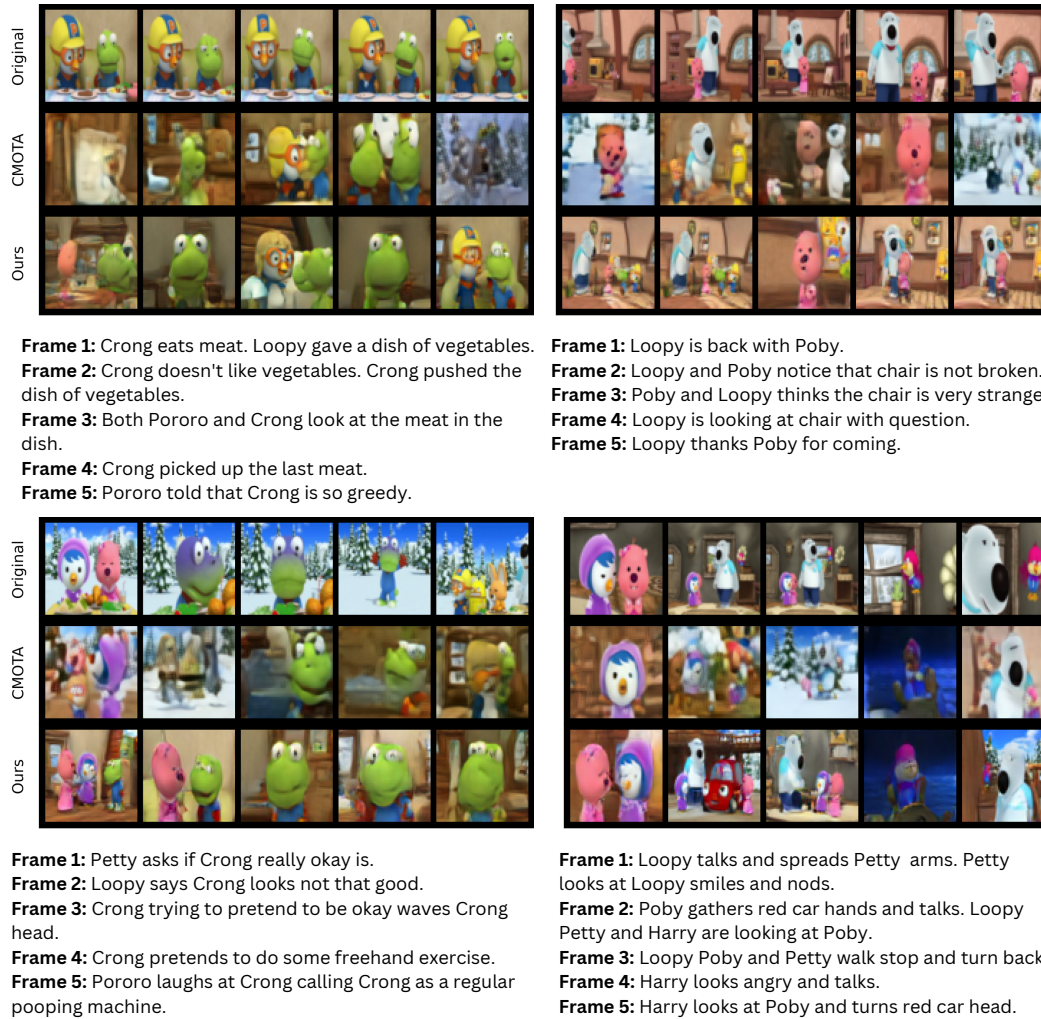 Original
CMOTA
Ours
Frame 1: Crong eats meat. Loopy gave a dish of vegetables.
Frame 2: Crong doesn't like vegetables. Crong pushed the
dish of vegetables.
Frame 3: Both Pororo and Crong look at the meat in the
dish.
Frame 4: Crong picked up the last meat.
Frame 5: Pororo told that Crong is so greedy.
Frame 1: Loopy is back with Poby.
Frame 2: Loopy and Poby notice that chair is not broken.
Frame 3: Poby and Loopy thinks the chair is very strange
Frame 4: Loopy is looking at chair with question.
Frame 5: Loopy thanks Poby for coming.
Original
CMOTA
Ours
Frame 1: Petty asks if Crong really okay is.
Frame 2: Loopy says Crong looks not that good.
Frame 3: Crong trying to pretend to be okay waves Crong
head.
Frame 4: Crong pretends to do some freehand exercise.
Frame 5: Pororo laughs at Crong calling Crong as a regular
pooping machine.
Frame 1: Loopy talks and spreads Petty  arms. Petty
looks at Loopy smiles and nods.
Frame 2: Poby gathers red car hands and talks. Loopy
Petty and Harry are looking at Poby.
Frame 3: Loopy Poby and Petty walk stop and turn back
Frame 4: Harry looks angry and talks.
Frame 5: Harry looks at Poby and turns red car head.